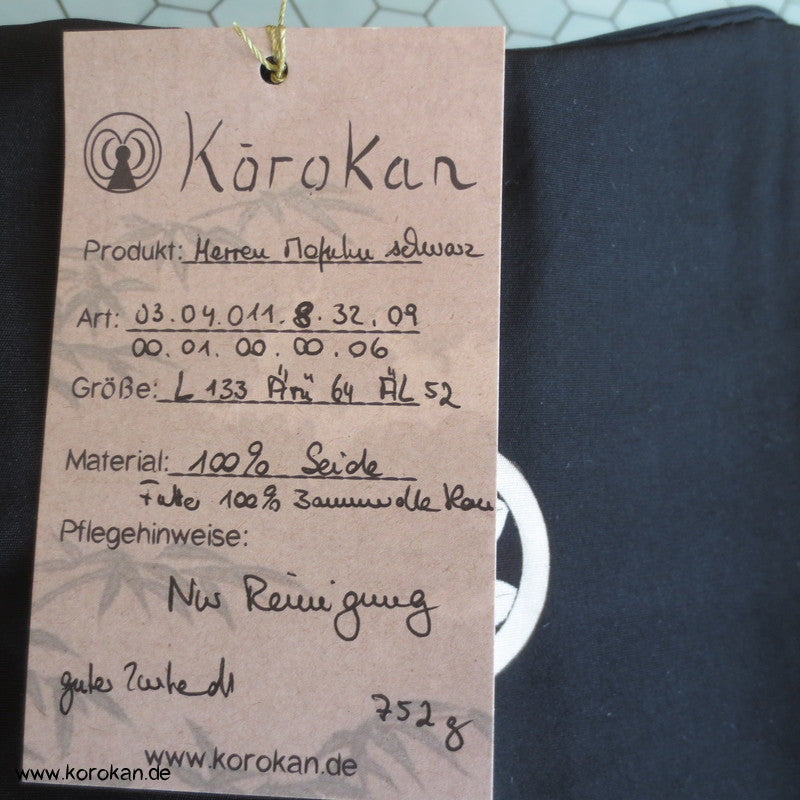 Kōrokan
Produkt: Herren Mofuku schwarz
Art: 03.04.011.8.32.09
00.01.00.00.06
Größe: L 133 Ärü 64 ÄL 52
Material: 100% Seide
Futter 100% Baumwolle
Pflegehinweise:
Nur Reinigung
guter Zustand
752 g
www.korokan.de
www.korokan.de